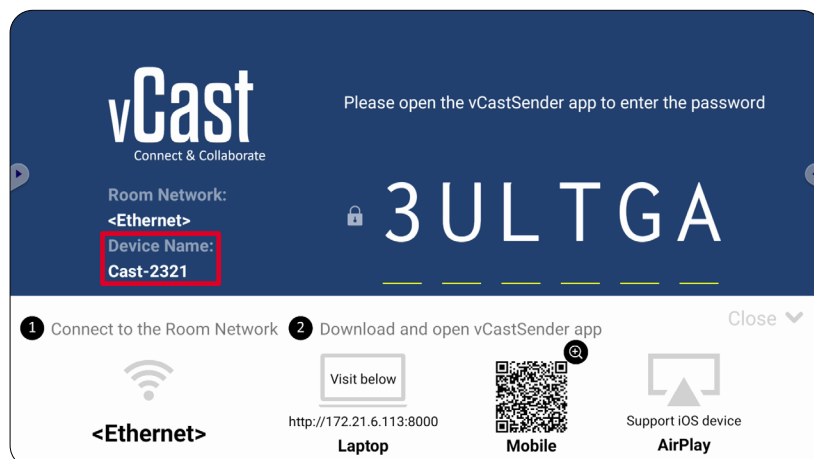 vCast
Connect & Collaborate
Please open the vCastSender app to enter the password
Room Network:
<Ethernet>
Device Name:
Cast-2321
3ULTGA
1 Connect to the Room Network
2 Download and open vCastSender app
Close
<Ethernet>
Visit below
http://172.21.6.113:8000
Laptop
Mobile
Support iOS device
AirPlay